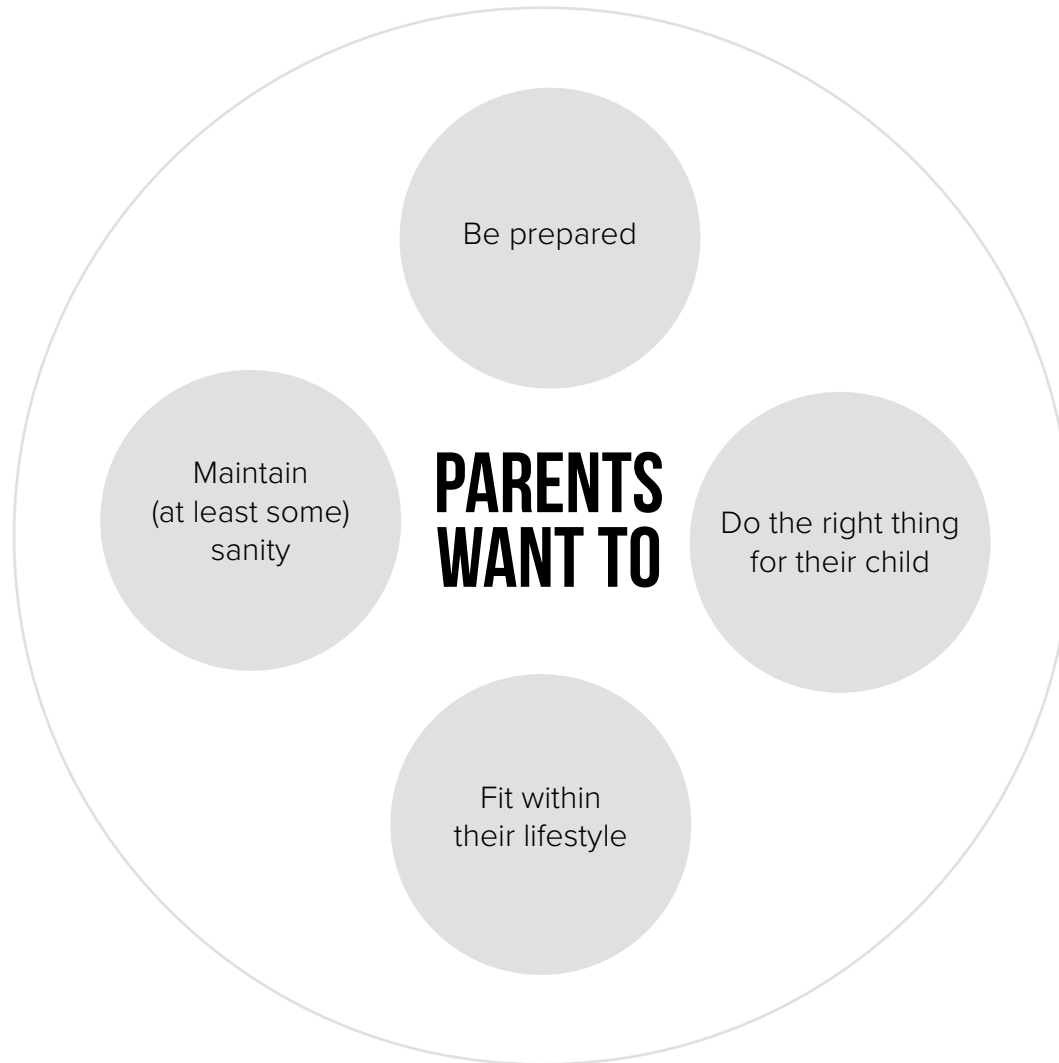 Be prepared
Maintain
(at least some)
sanity
PARENTS
WANT TO
Do the right thing
for their child
Fit within
their lifestyle